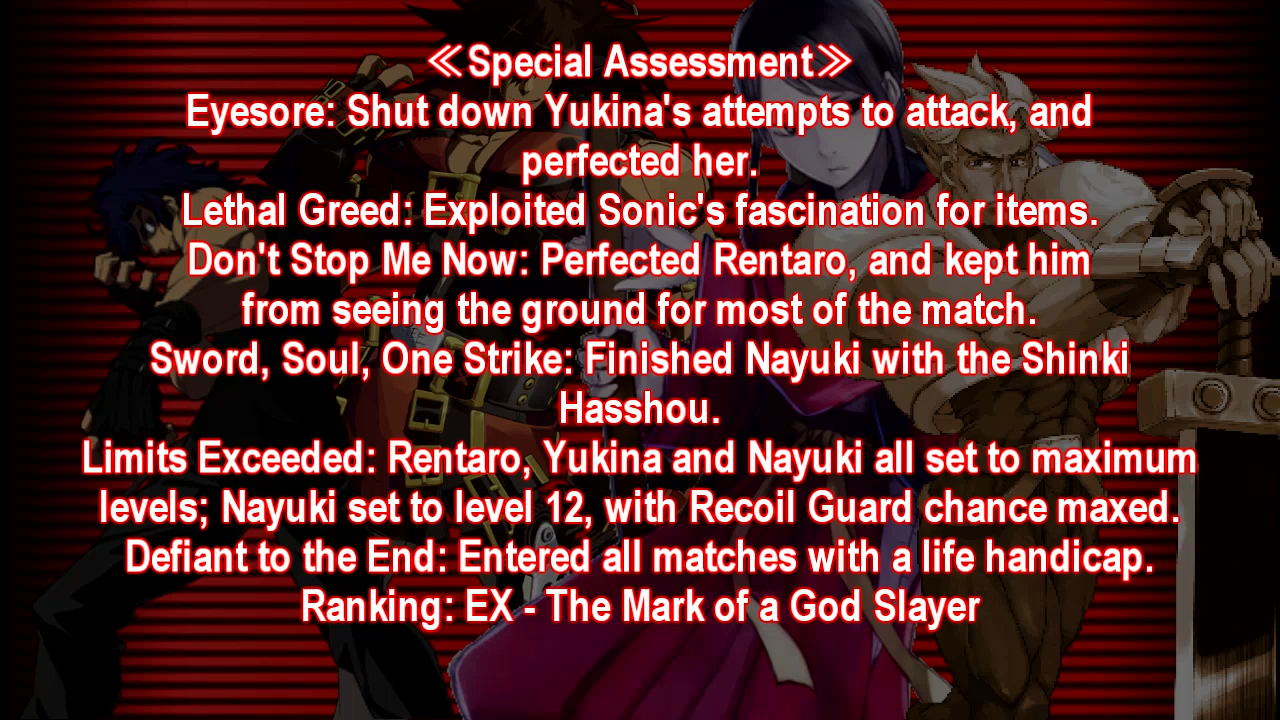 ≪Special Assessment≫
Eyesore: Shut down Yukina's attempts to attack, and
perfected her.
Lethal Greed: Exploited Sonic's fascination for items.
Don't Stop Me Now: Perfected Rentaro, and kept him
from seeing the ground for most of the match.
Sword, Soul, One Strike: Finished Nayuki with the Shinki
Hasshou.
Limits Exceeded: Rentaro, Yukina and Nayuki all set to maximum
levels; Nayuki set to level 12, with Recoil Guard chance maxed.
Defiant to the End: Entered all matches with a life handicap.
Ranking: EX - The Mark of a God Slayer